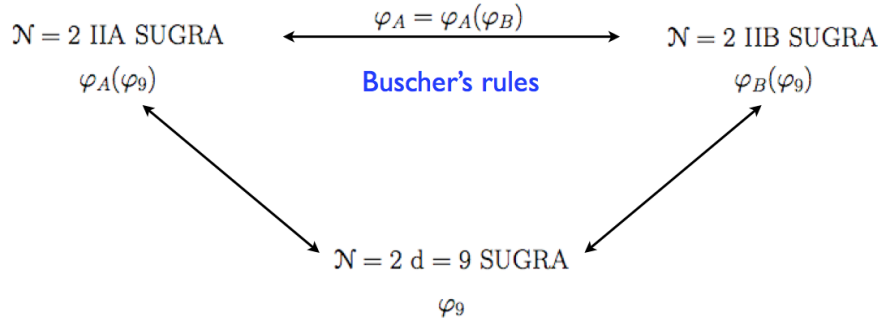 𝒩 = 2 IIA SUGRA
φ_A = φ_A(φ_B)
𝒩 = 2 IIB SUGRA
φ_A(φ_9)
Buscher's rules
φ_B(φ_9)
𝒩 = 2 d = 9 SUGRA
φ_9